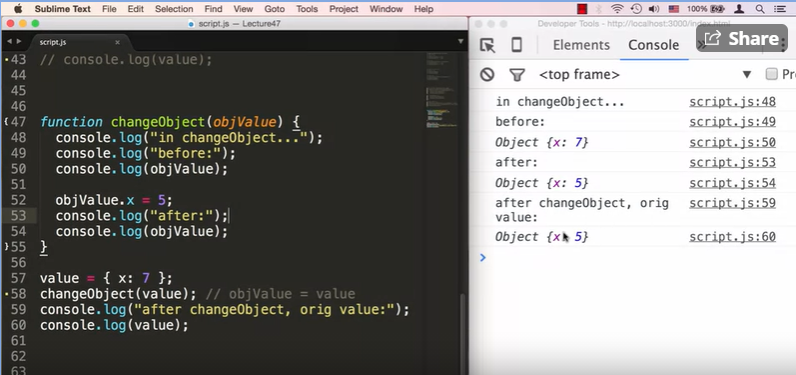 Sublime Text File Edit Selection Find View Goto Tools Project Window Help 100%
script.js — Lecture47
Developer Tools - http://localhost:3000/index.html
script.js
Elements Console Share
<top frame> Pres
43 // console.log(value);
44
45
46
47 function changeObject(objValue) {
48 console.log("in changeObject...");
49 console.log("before:");
50 console.log(objValue);
51
52 objValue.x = 5;
53 console.log("after:");
54 console.log(objValue);
55 }
56
57 value = { x: 7 };
58 changeObject(value); // objValue = value
59 console.log("after changeObject, orig value:");
60 console.log(value);
61
62
63
in changeObject... script.js:48
before: script.js:49
Object {x: 7} script.js:50
after: script.js:53
Object {x: 5} script.js:54
after changeObject, orig script.js:59
value:
Object {x: 5} script.js:60